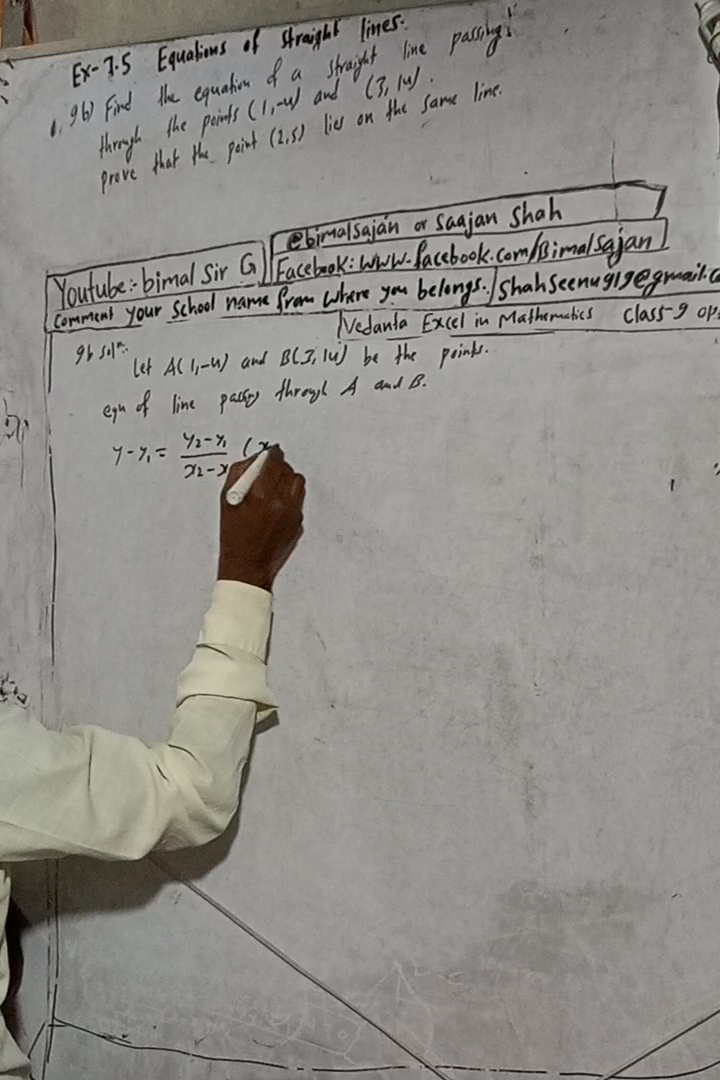 Ex-7.5 Equations of straight lines.
1. 9b) Find the equation of a straight line passing
through the points (1,-4) and (3, 14).
prove that the point (2,5) lies on the same line.
@bimalsajan or Saajan Shah
Youtube:- bimal Sir G
Facebook: www.facebook.com/Bimalsajan
Comment your School name from where you belongs./Shahseenu919@gmail.c
Vedanta Excel in Mathematics Class-9 op
9b solⁿ:
Let A(1,-4) and B(3, 14) be the points.
eqn of line passing through A and B.
y-y₁ = y₂-y₁ / x₂-x (x